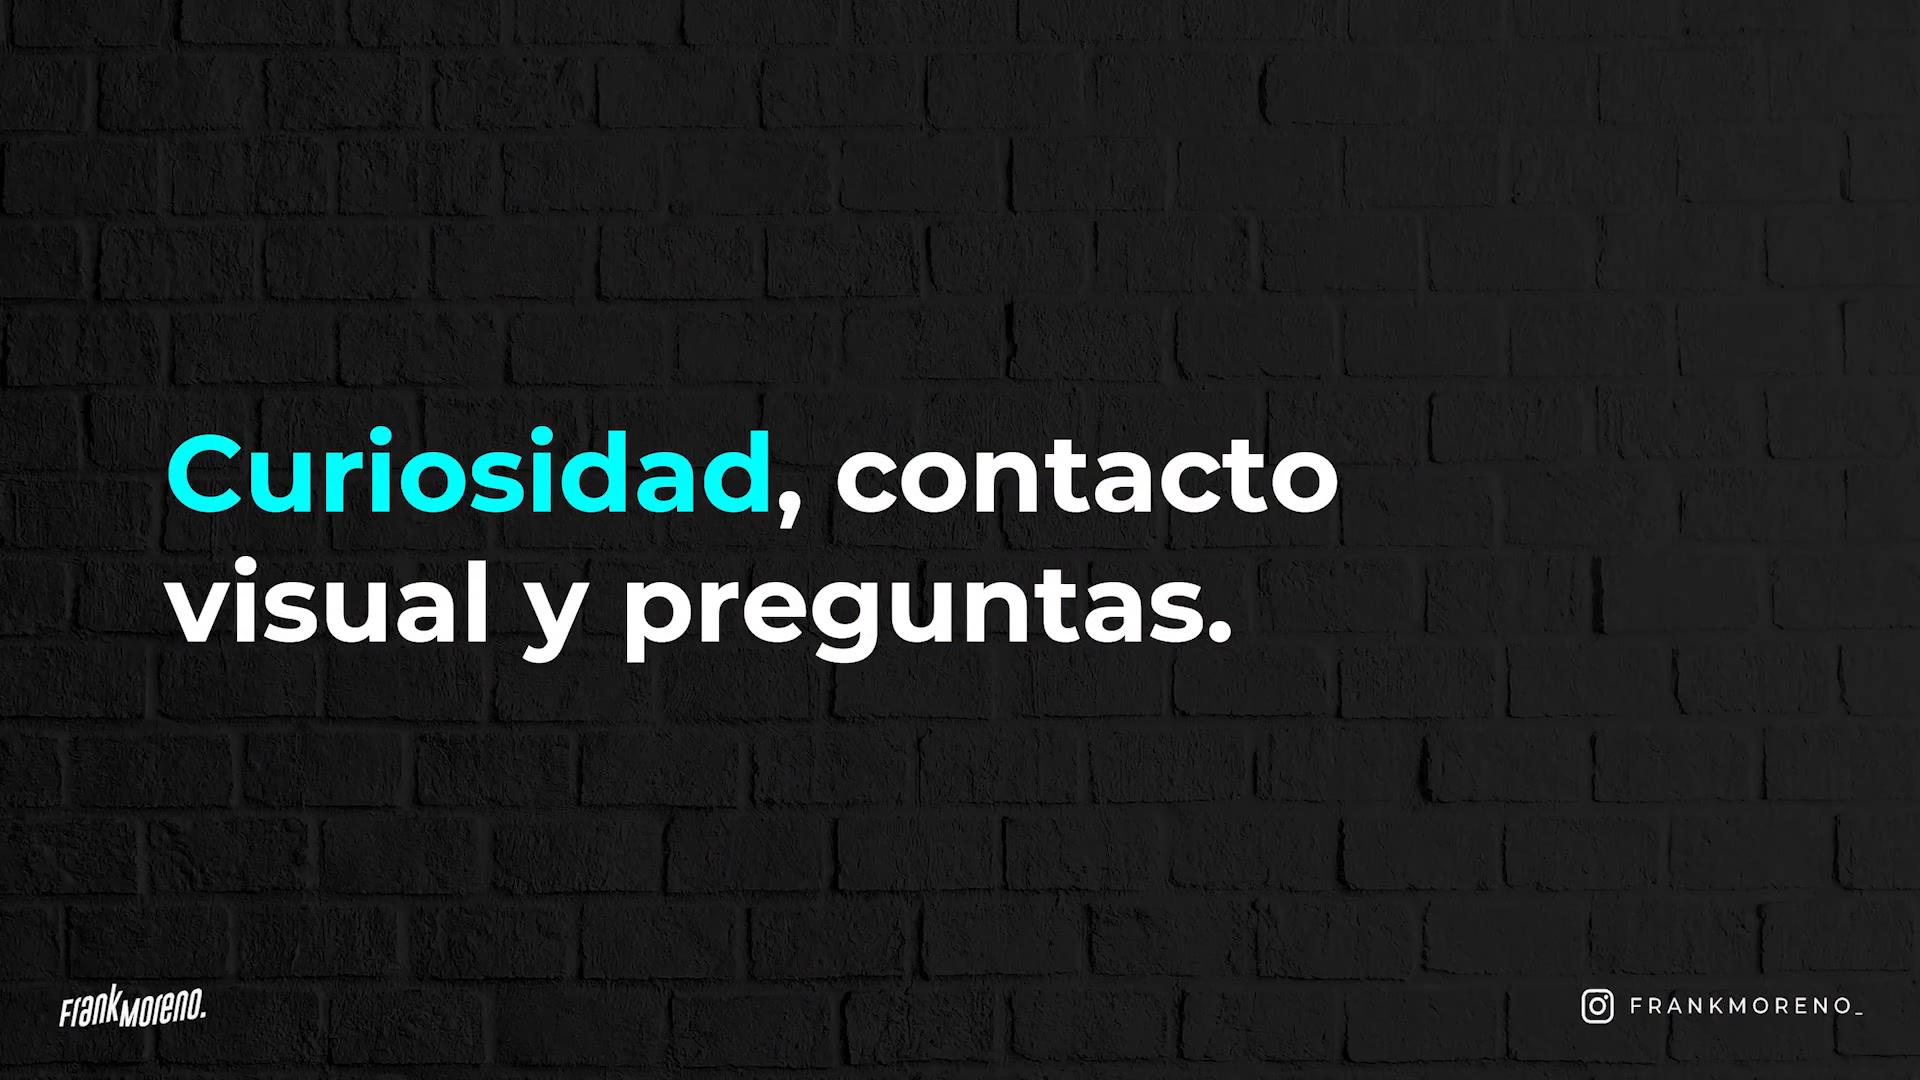 Curiosidad, contacto
visual y preguntas.
FrankMoreno.
FRANKMORENO_